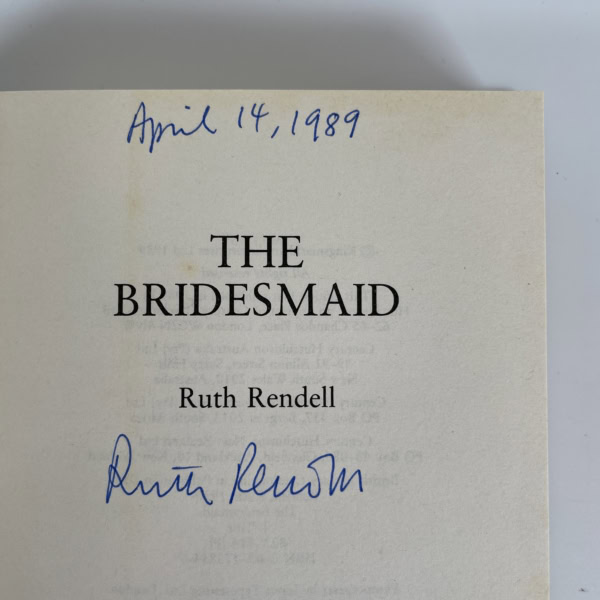 April 14, 1989
THE
BRIDESMAID
Ruth Rendell
Ruth Rendell